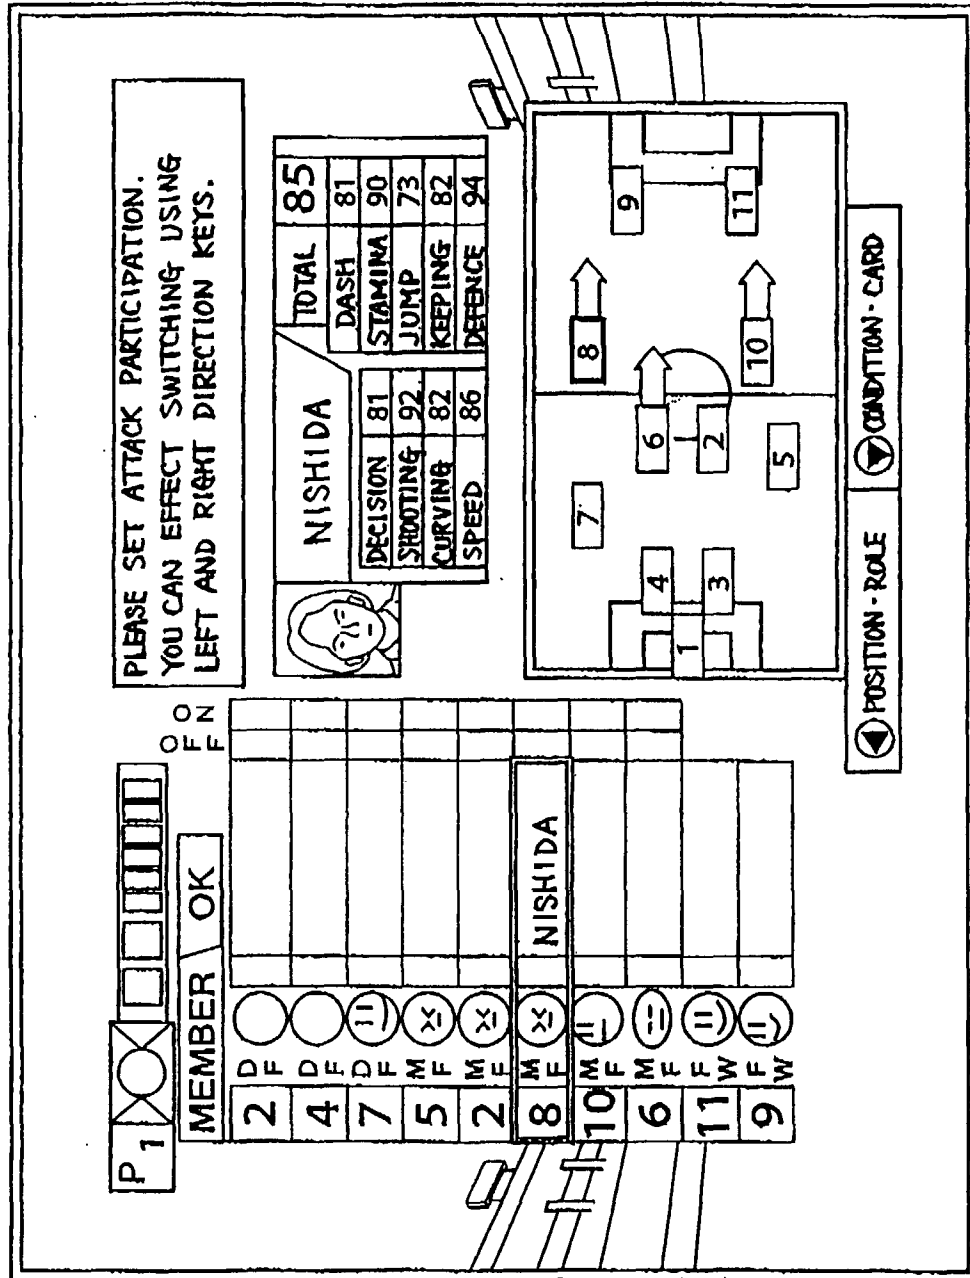 P1
MEMBER OK
OFF ON
2 DF
4 DF
7 DF
5 MF
2 MF
8 MF NISHIDA
10 MF
6 MF
11 FW
9 FW
PLEASE SET ATTACK PARTICIPATION.
YOU CAN EFFECT SWITCHING USING
LEFT AND RIGHT DIRECTION KEYS.
NISHIDA
TOTAL 85
DECISION 81 DASH 81
SHOOTING 92 STAMINA 90
CURVING 82 JUMP 73
SPEED 86 KEEPING 82
DEFENCE 94
7 8 9
4 6
1
3 2
10 11
5
POSITION · ROLE
CONDITION · CARD